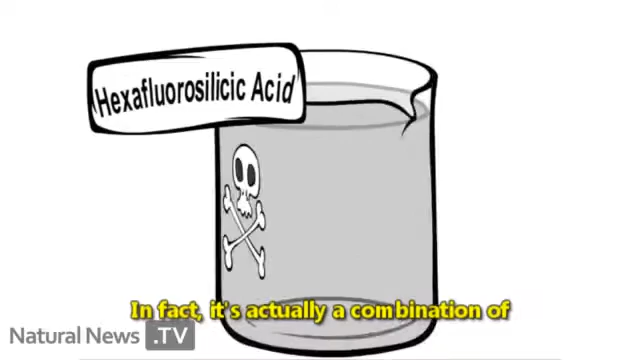 Hexafluorosilicic Acid
In fact, it's actually a combination of
Natural News .TV